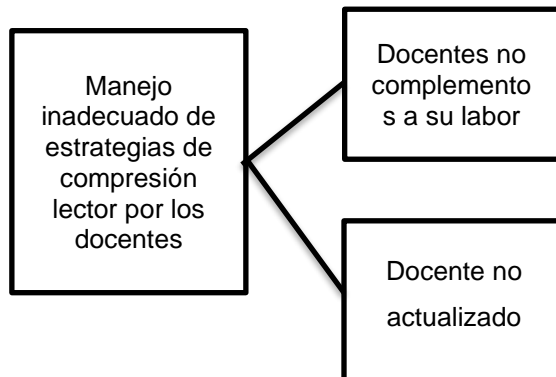 Manejo
inadecuado de
estrategias de
compresión
lector por los
docentes
Docentes no
complemento
s a su labor
Docente no
actualizado